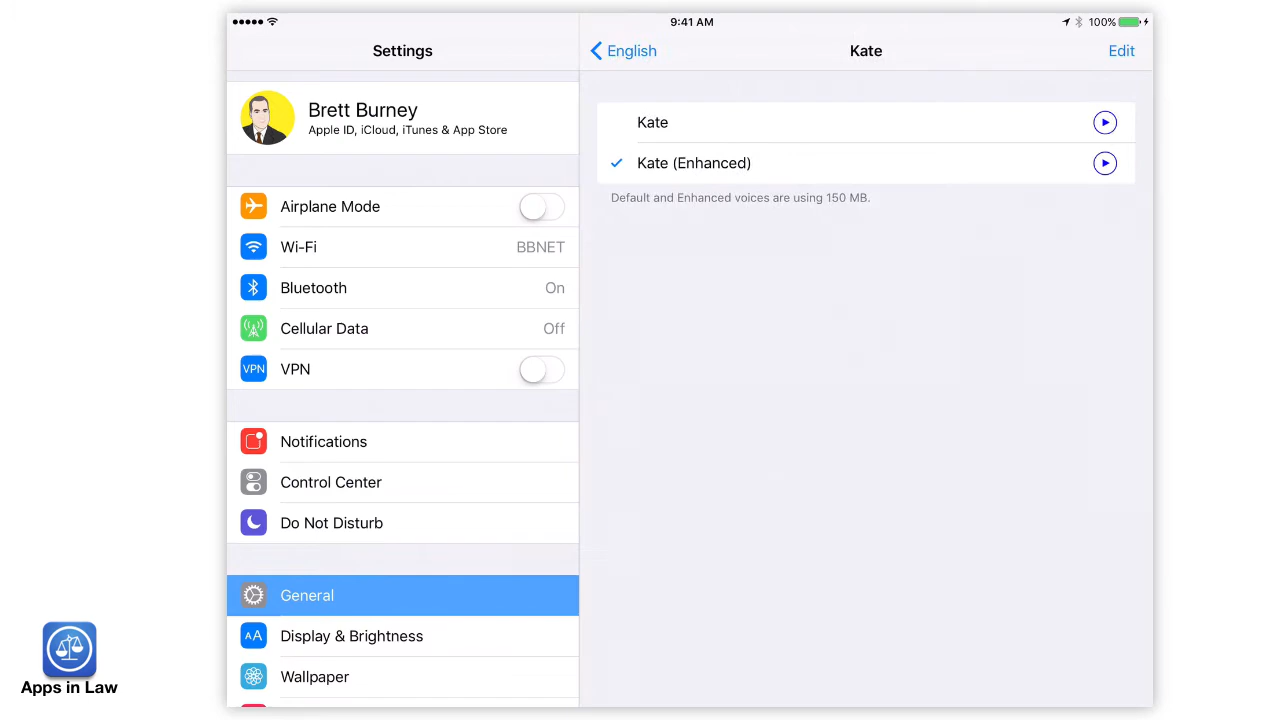 9:41 AM
100%
Settings
English
Kate
Edit
Brett Burney
Apple ID, iCloud, iTunes & App Store
Airplane Mode
Wi-Fi
BBNET
Bluetooth
On
Cellular Data
Off
VPN
VPN
Notifications
Control Center
Do Not Disturb
General
AA
Display & Brightness
Wallpaper
Kate
Kate (Enhanced)
Default and Enhanced voices are using 150 MB.
Apps in Law